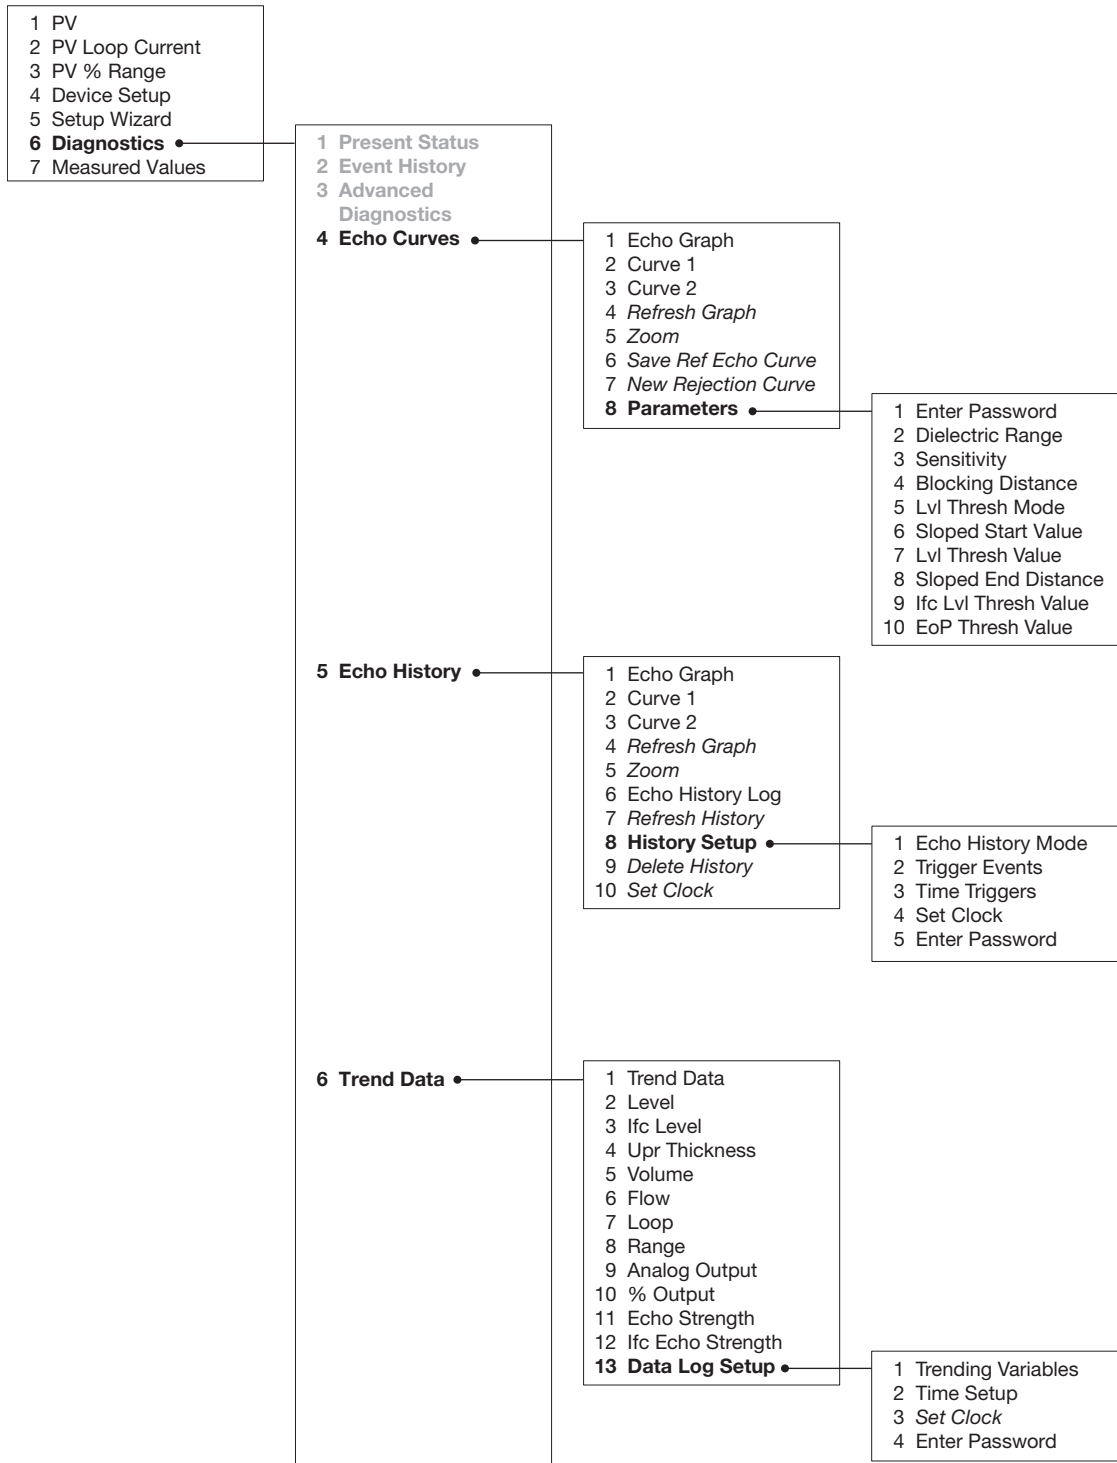 1 PV
2 PV Loop Current
3 PV % Range
4 Device Setup
5 Setup Wizard
6 Diagnostics
7 Measured Values
1 Present Status
2 Event History
3 Advanced
Diagnostics
4 Echo Curves
1 Echo Graph
2 Curve 1
3 Curve 2
4 Refresh Graph
5 Zoom
6 Save Ref Echo Curve
7 New Rejection Curve
8 Parameters
1 Enter Password
2 Dielectric Range
3 Sensitivity
4 Blocking Distance
5 Lvl Thresh Mode
6 Sloped Start Value
7 Lvl Thresh Value
8 Sloped End Distance
9 Ifc Lvl Thresh Value
10 EoP Thresh Value
5 Echo History
1 Echo Graph
2 Curve 1
3 Curve 2
4 Refresh Graph
5 Zoom
6 Echo History Log
7 Refresh History
8 History Setup
9 Delete History
10 Set Clock
1 Echo History Mode
2 Trigger Events
3 Time Triggers
4 Set Clock
5 Enter Password
6 Trend Data
1 Trend Data
2 Level
3 Ifc Level
4 Upr Thickness
5 Volume
6 Flow
7 Loop
8 Range
9 Analog Output
10 % Output
11 Echo Strength
12 Ifc Echo Strength
13 Data Log Setup
1 Trending Variables
2 Time Setup
3 Set Clock
4 Enter Password